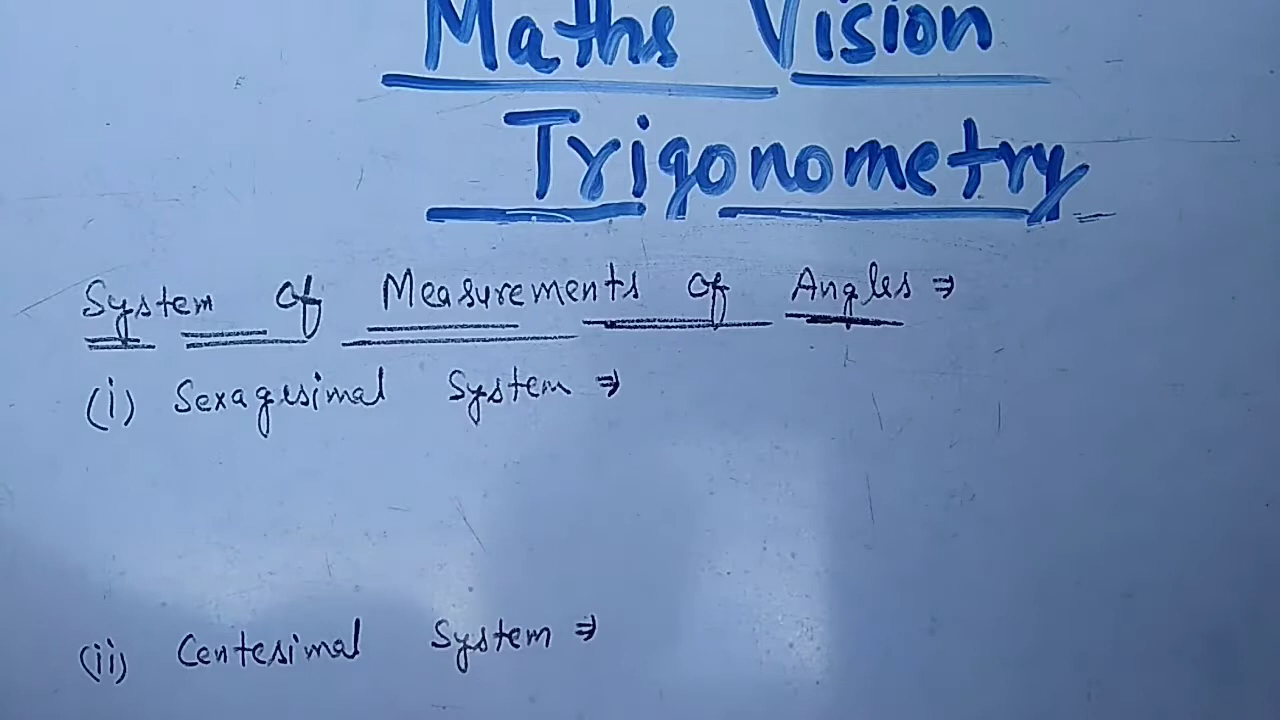 Maths Vision
Trigonometry
System Of Measurements Of Angles ⇒
(i) Sexagesimal System ⇒
(ii) Centesimal System ⇒